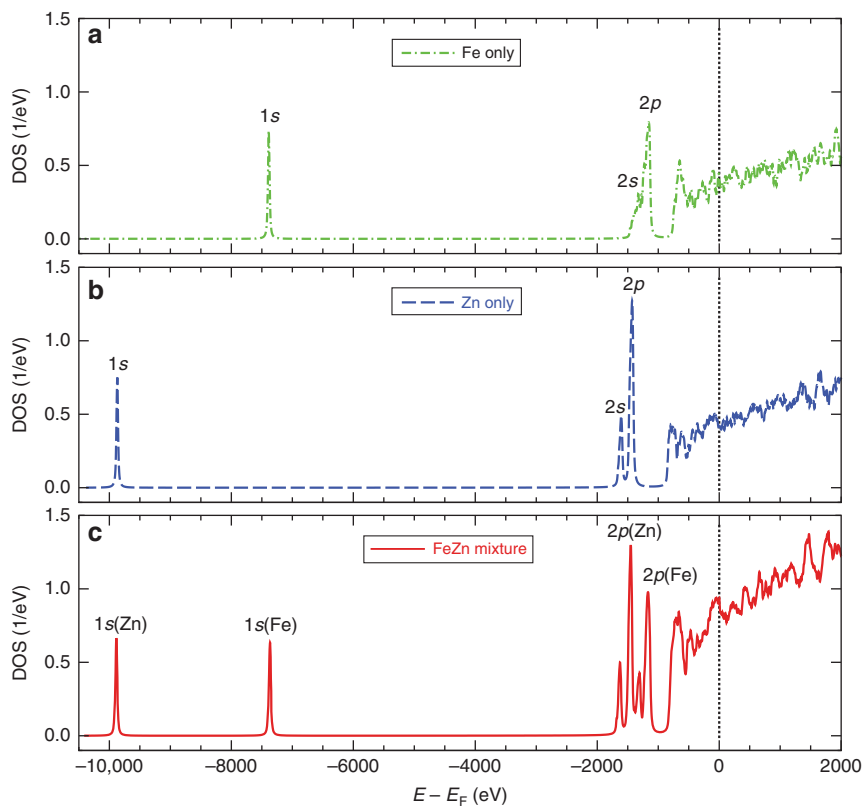 a
Fe only
1.5
1.0
0.5
0.0
DOS (1/eV)
1s
2s
2p
b
Zn only
1.5
1.0
0.5
0.0
DOS (1/eV)
1s
2s
2p
c
FeZn mixture
1.5
1.0
0.5
0.0
DOS (1/eV)
1s(Zn)
1s(Fe)
2p(Zn)
2p(Fe)
–10,000 –8000 –6000 –4000 –2000 0 2000
E – EF (eV)